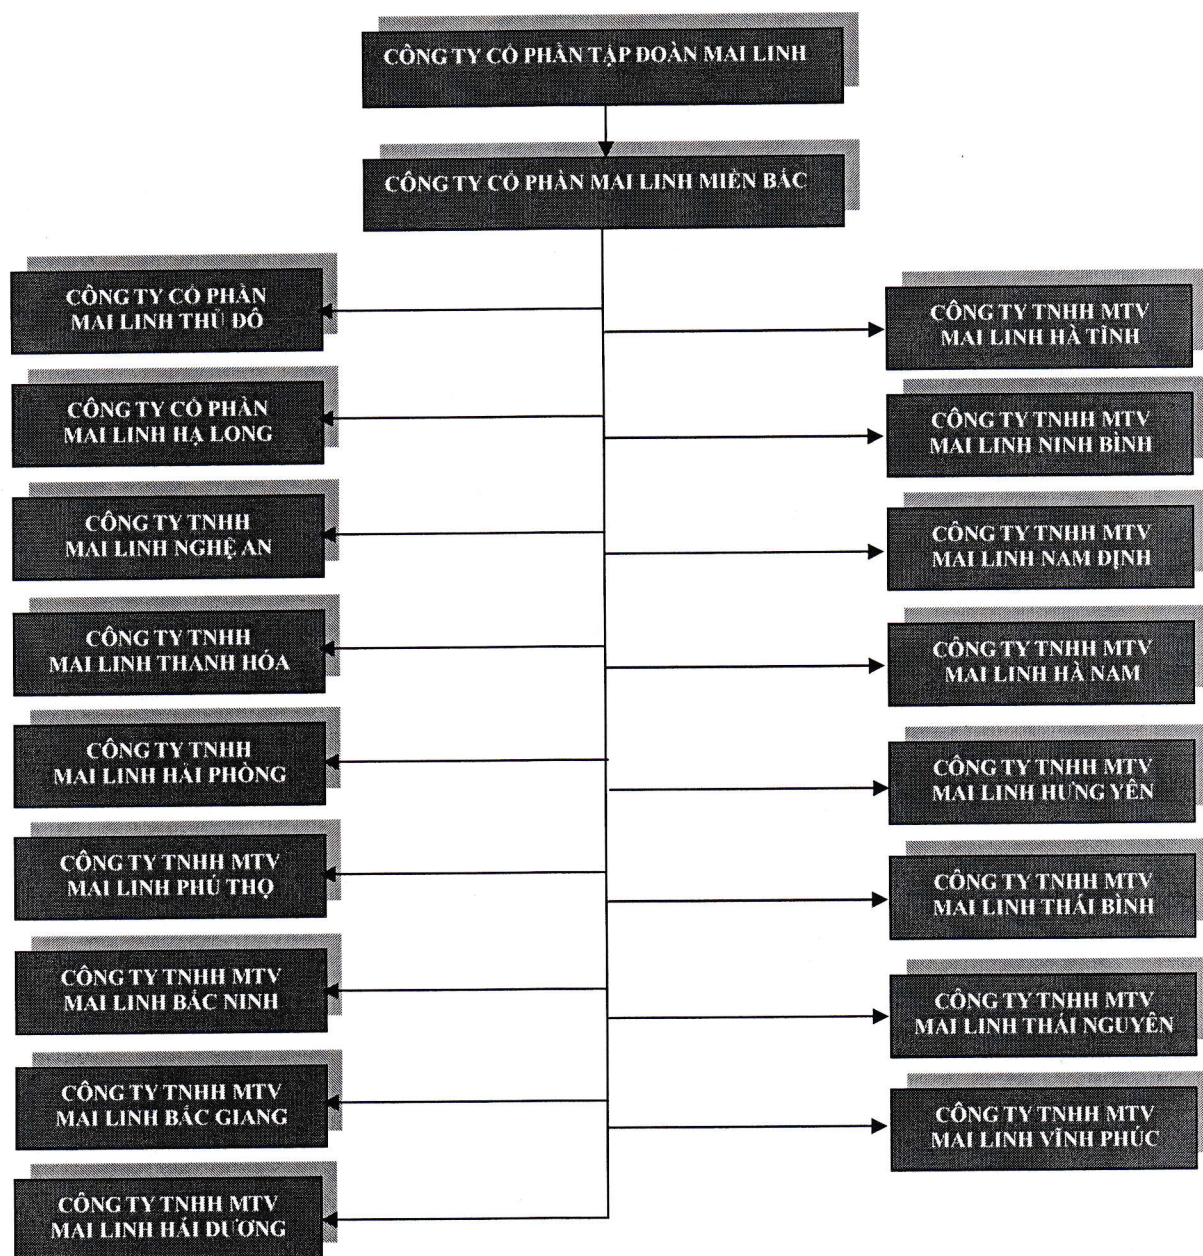 CÔNG TY CỔ PHẦN TẬP ĐOÀN MAI LINH
CÔNG TY CỔ PHẦN MAI LINH MIỀN BẮC
CÔNG TY CỔ PHẦN
MAI LINH THỦ ĐÔ
CÔNG TY CỔ PHẦN
MAI LINH HẠ LONG
CÔNG TY TNHH
MAI LINH NGHỆ AN
CÔNG TY TNHH
MAI LINH THANH HÓA
CÔNG TY TNHH
MAI LINH HẢI PHÒNG
CÔNG TY TNHH MTV
MAI LINH PHÚ THỌ
CÔNG TY TNHH MTV
MAI LINH BẮC NINH
CÔNG TY TNHH MTV
MAI LINH BẮC GIANG
CÔNG TY TNHH MTV
MAI LINH HẢI DƯƠNG
CÔNG TY TNHH MTV
MAI LINH HÀ TĨNH
CÔNG TY TNHH MTV
MAI LINH NINH BÌNH
CÔNG TY TNHH MTV
MAI LINH NAM ĐỊNH
CÔNG TY TNHH MTV
MAI LINH HÀ NAM
CÔNG TY TNHH MTV
MAI LINH HƯNG YÊN
CÔNG TY TNHH MTV
MAI LINH THÁI BÌNH
CÔNG TY TNHH MTV
MAI LINH THÁI NGUYÊN
CÔNG TY TNHH MTV
MAI LINH VĨNH PHÚC